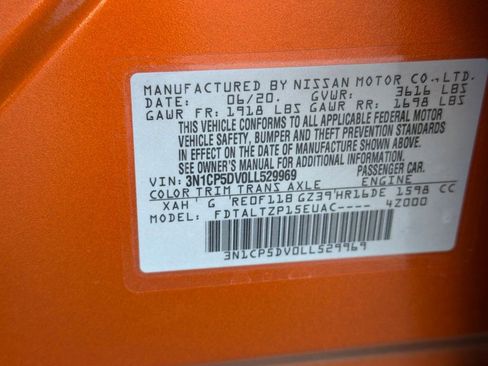 MANUFACTURED BY NISSAN MOTOR CO., LTD.
DATE: 06/20. GVWR: 3616 LBS
GAWR FR: 1918 LBS GAWR RR: 1698 LBS
THIS VEHICLE CONFORMS TO ALL APPLICABLE FEDERAL MOTOR
VEHICLE SAFETY, BUMPER AND THEFT PREVENTION STANDARDS
IN EFFECT ON THE DATE OF MANUFACTURE SHOWN ABOVE.
SEE OWNER'S MANUAL FOR ADDITIONAL INFORMATION.
VIN: 3N1CP5DV0LL529969 PASSENGER CAR.
COLOR TRIM TRANS AXLE ENGINE
XAH G RE0F11B GZ39 HR16DE 1598 CC
MODEL: FDTALTZP15EUAC---- 4Z000
3N1CP5DV0LL529969